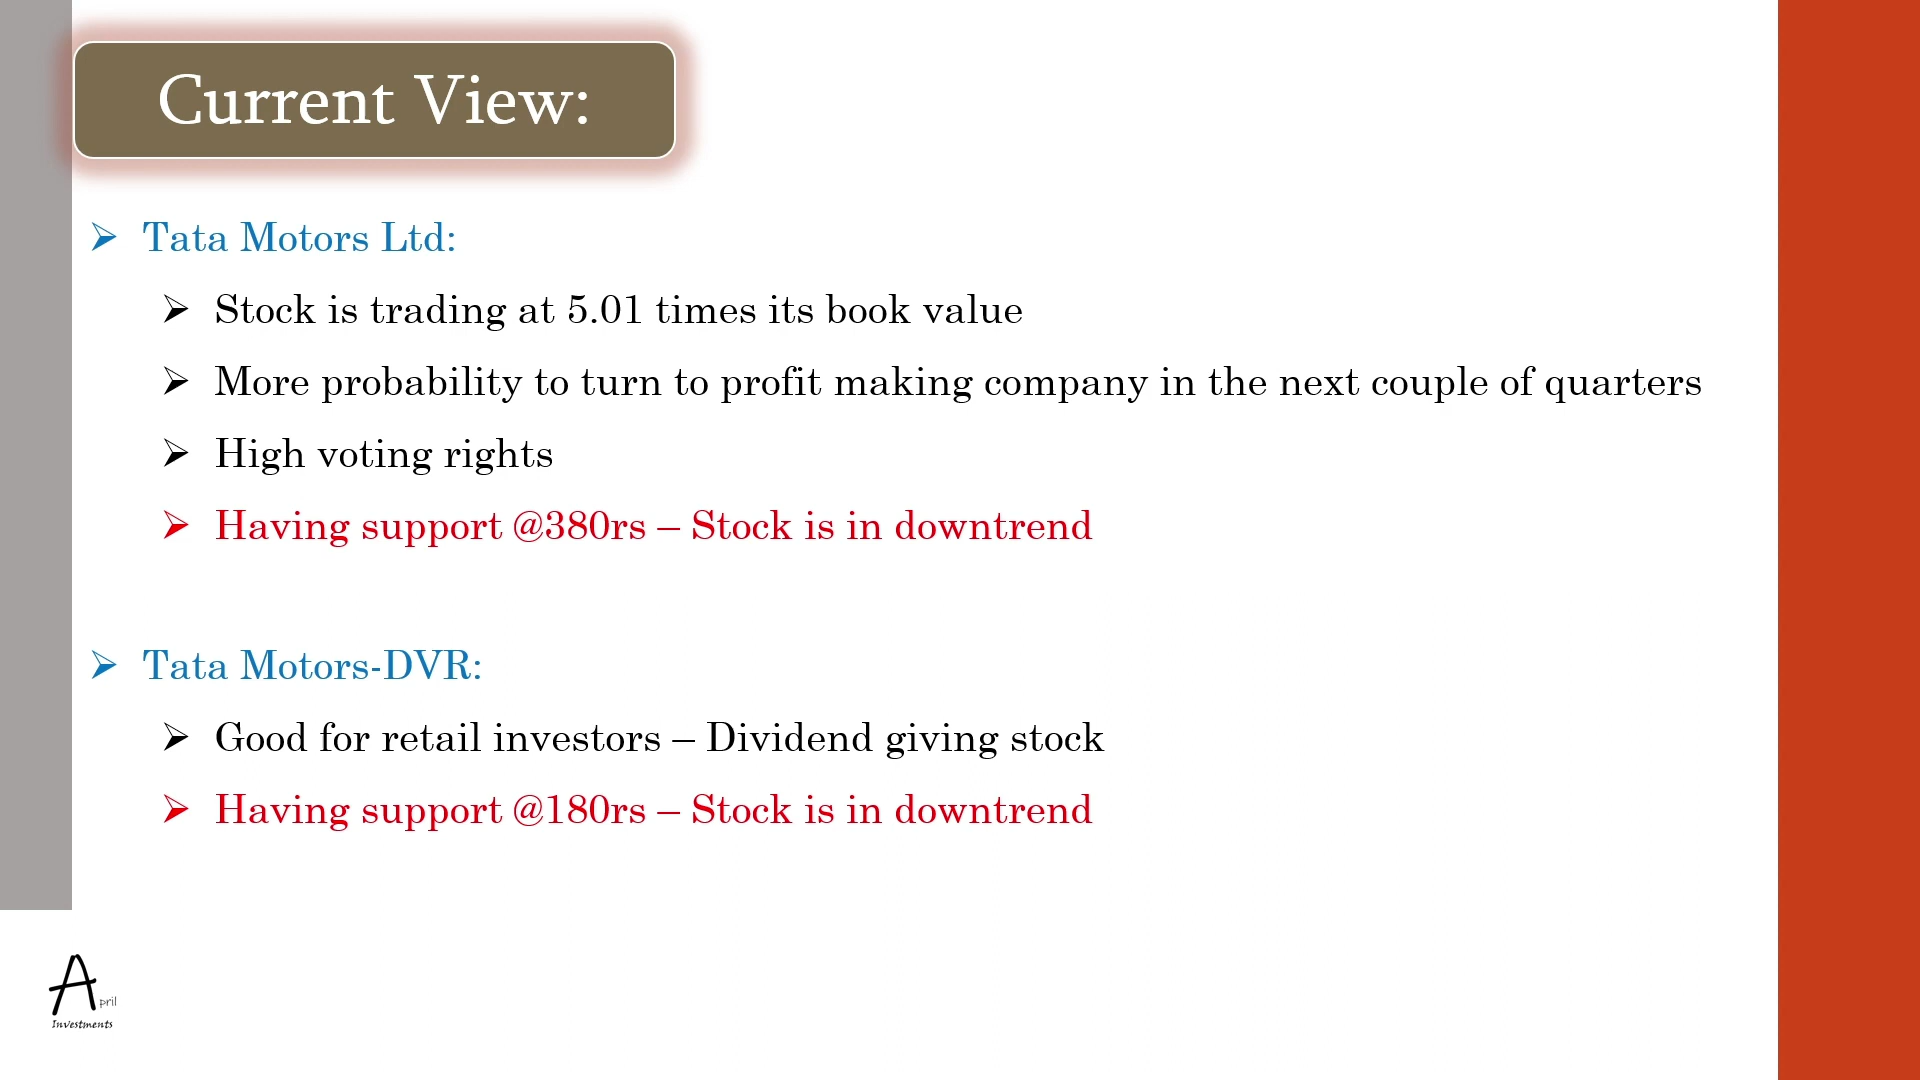 Current View:
Tata Motors Ltd:
Stock is trading at 5.01 times its book value
More probability to turn to profit making company in the next couple of quarters
High voting rights
Having support @380rs – Stock is in downtrend
Tata Motors-DVR:
Good for retail investors – Dividend giving stock
Having support @180rs – Stock is in downtrend
April
Investments